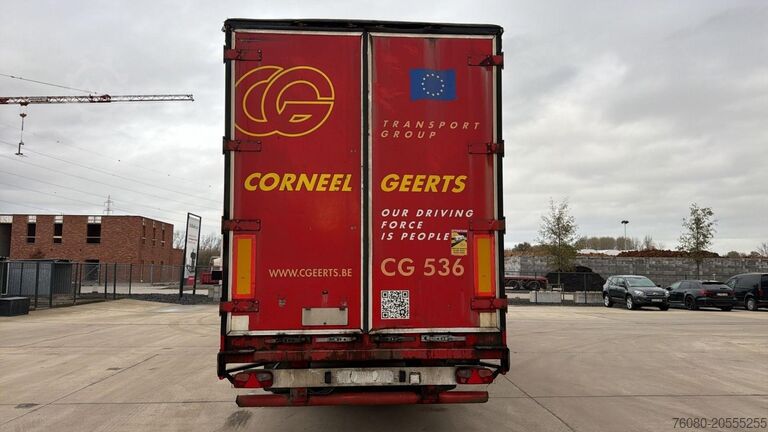 CG
TRANSPORT
GROUP
CORNEEL GEERTS
OUR DRIVING
FORCE
IS PEOPLE
WWW.CGEERTS.BE
CG 536
76080-20555255